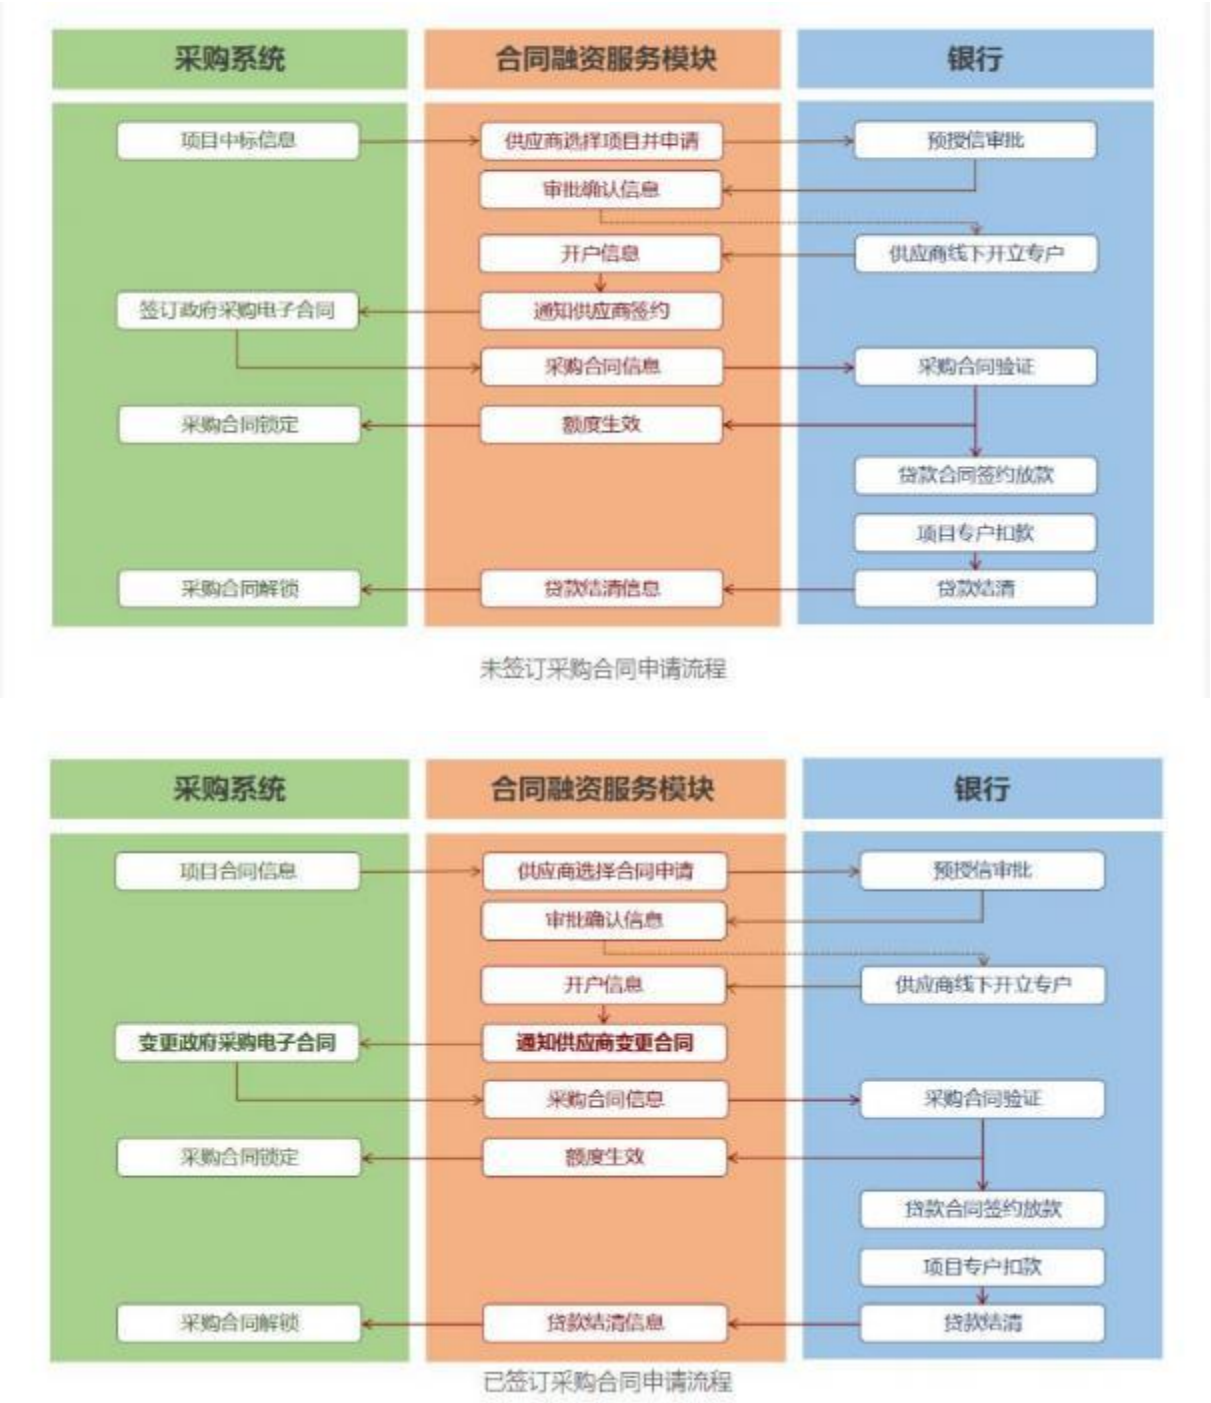 采购系统 合同融资服务模块 银行
项目中标信息 供应商选择项目并申请 预授信审批
审批确认信息
开户信息 供应商线下开立专户
签订政府采购电子合同 通知供应商签约
采购合同信息 采购合同验证
采购合同锁定 额度生效
贷款合同签约放款
项目专户扣款
采购合同解锁 贷款结清信息 贷款结清
未签订采购合同申请流程
采购系统 合同融资服务模块 银行
项目合同信息 供应商选择合同申请 预授信审批
审批确认信息
开户信息 供应商线下开立专户
变更政府采购电子合同 通知供应商变更合同
采购合同信息 采购合同验证
采购合同锁定 额度生效
贷款合同签约放款
项目专户扣款
采购合同解锁 贷款结清信息 贷款结清
已签订采购合同申请流程